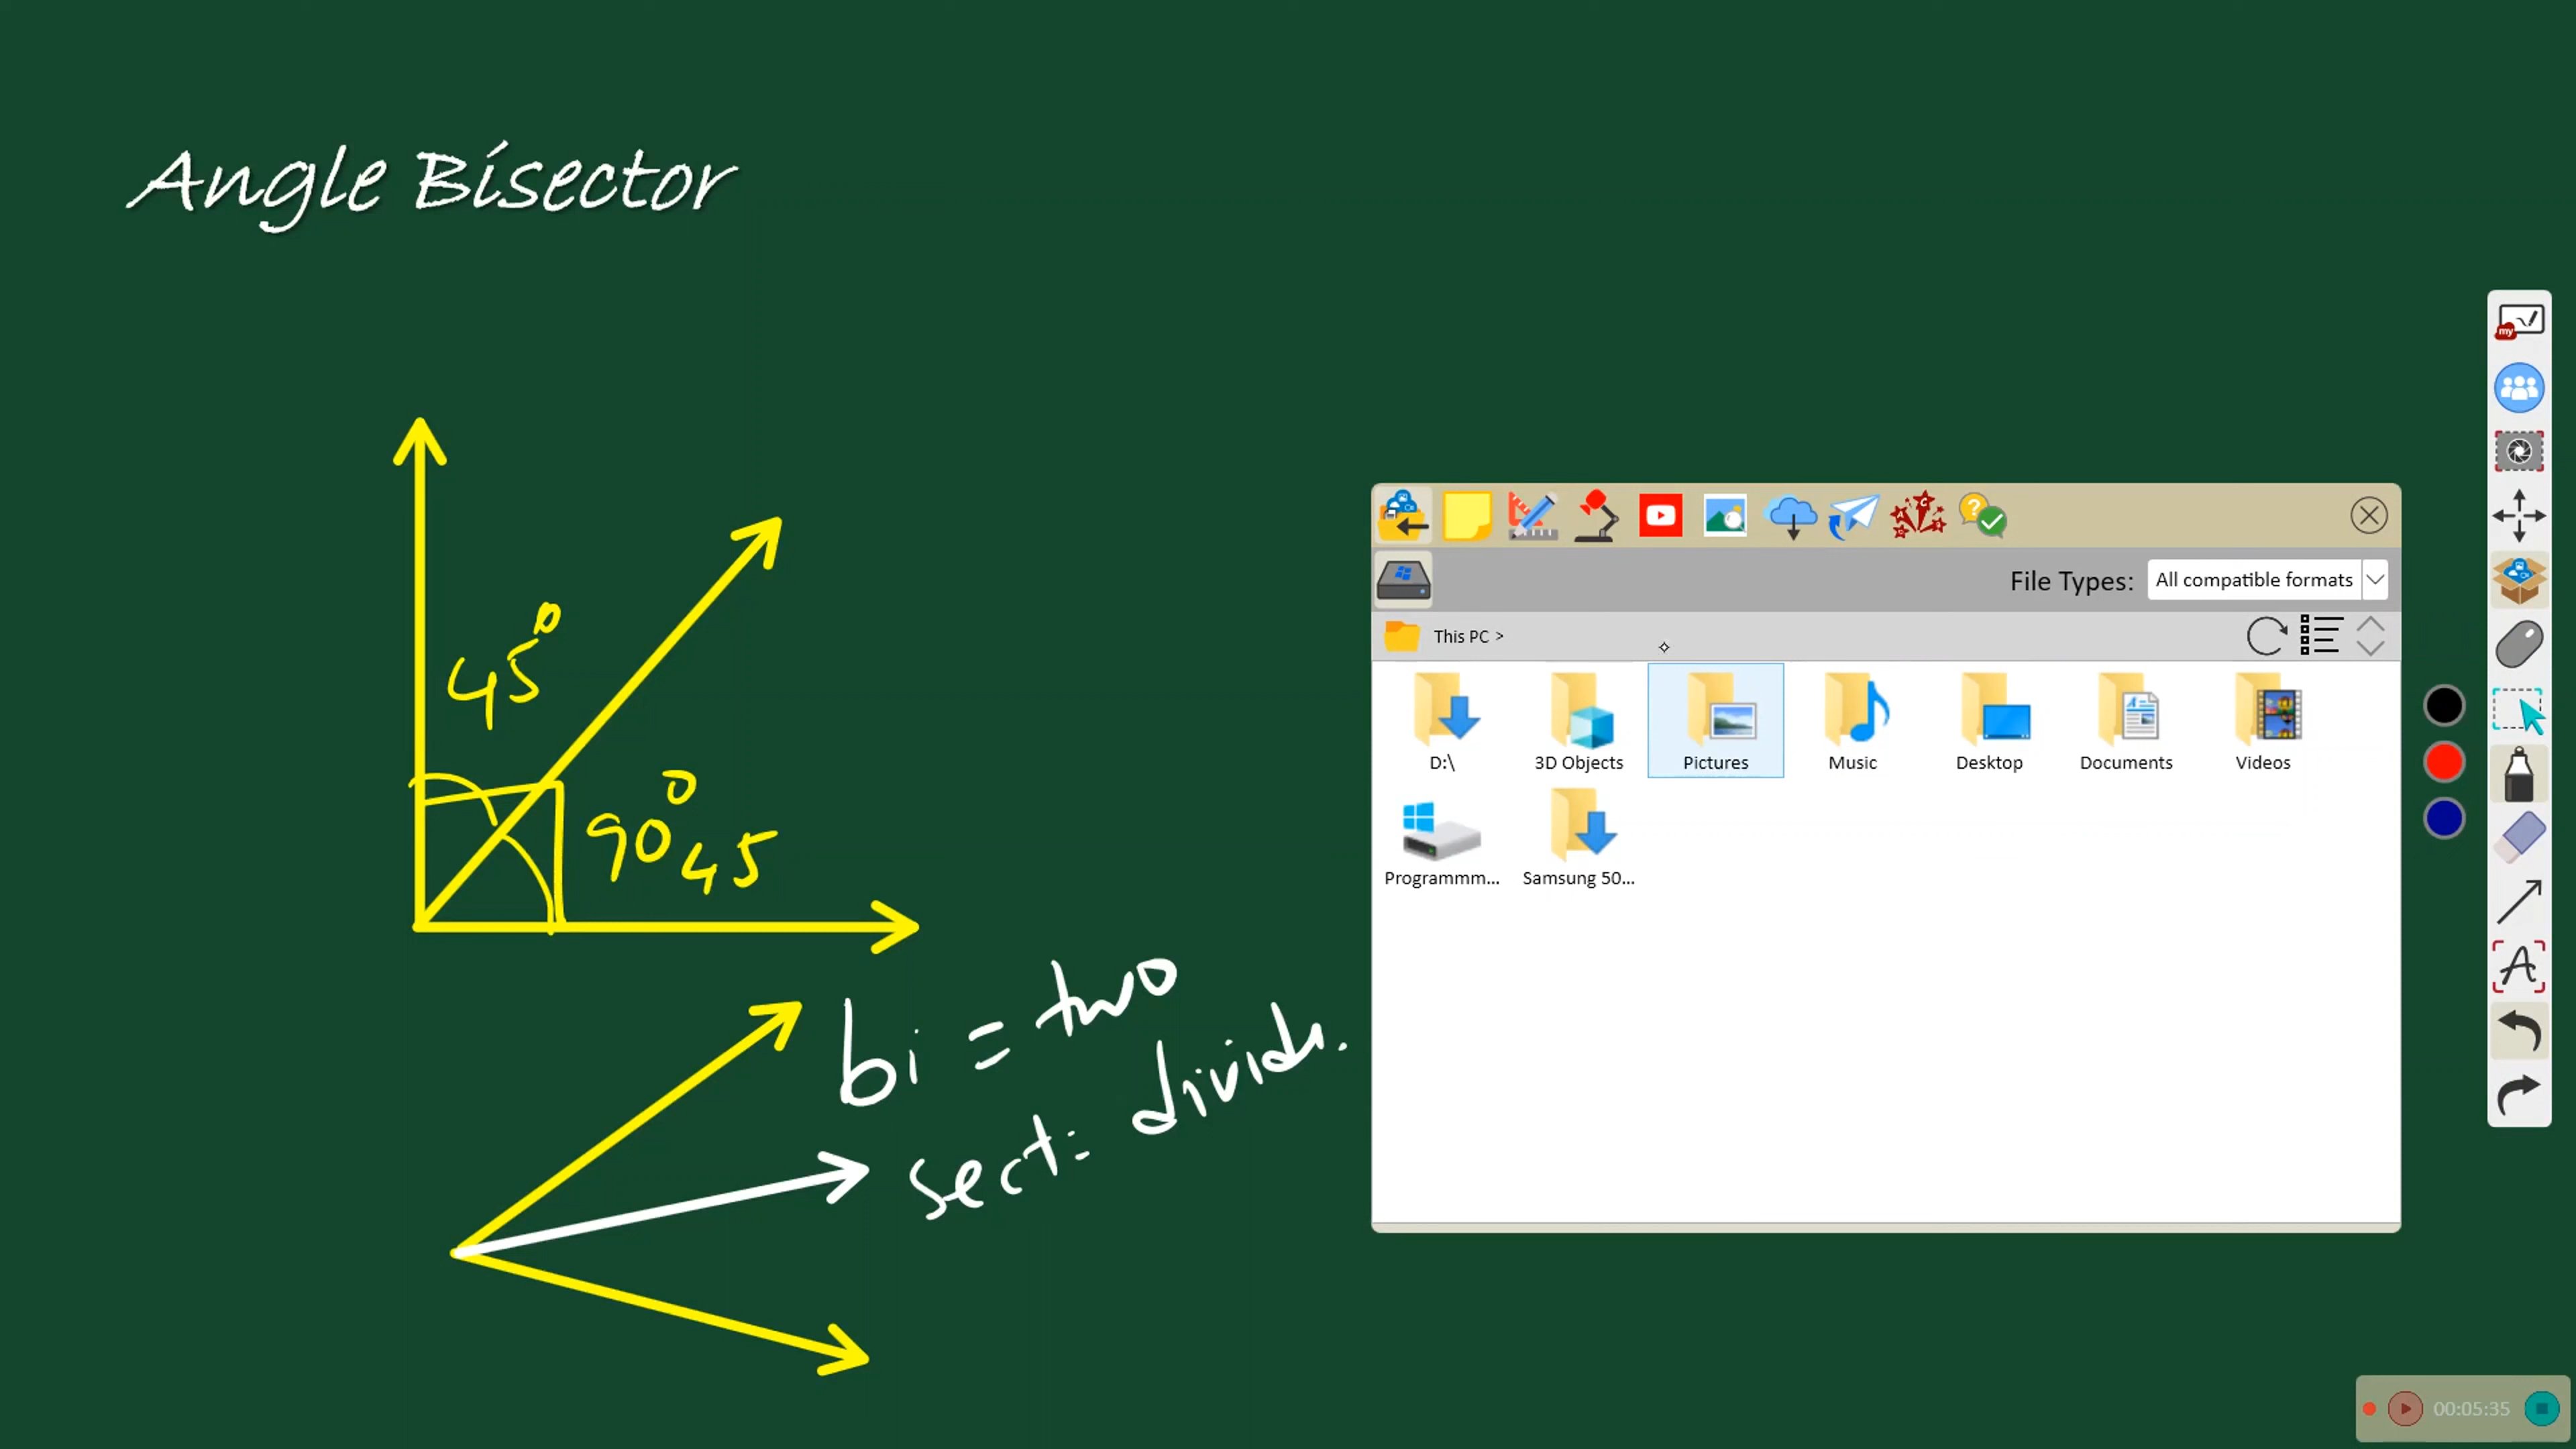 Angle Bisector
45°
90°
45
bi = two
sect: divide.
File Types: All compatible formats
This PC >
D:\ 3D Objects Pictures Music Desktop Documents Videos
Programmm... Samsung 50...
my
A
00:05:35